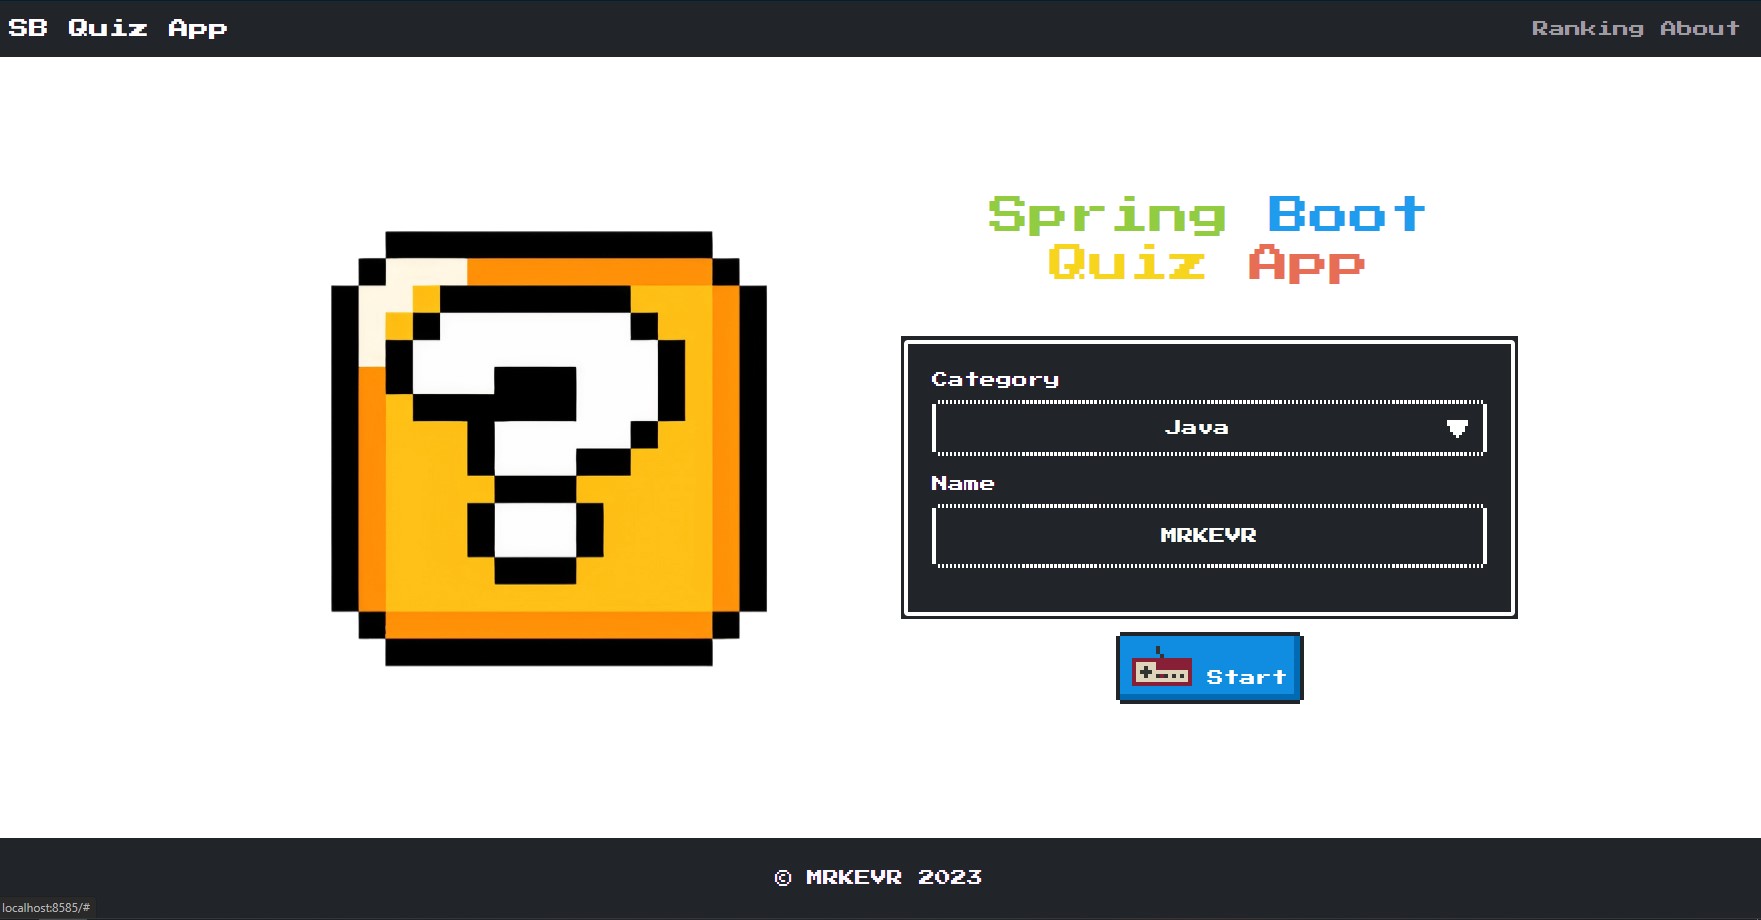 SB Quiz App
Ranking About
Spring Boot
Quiz App
Category
Java
Name
MRKEVR
Start
© MRKEVR 2023
localhost:8585/#